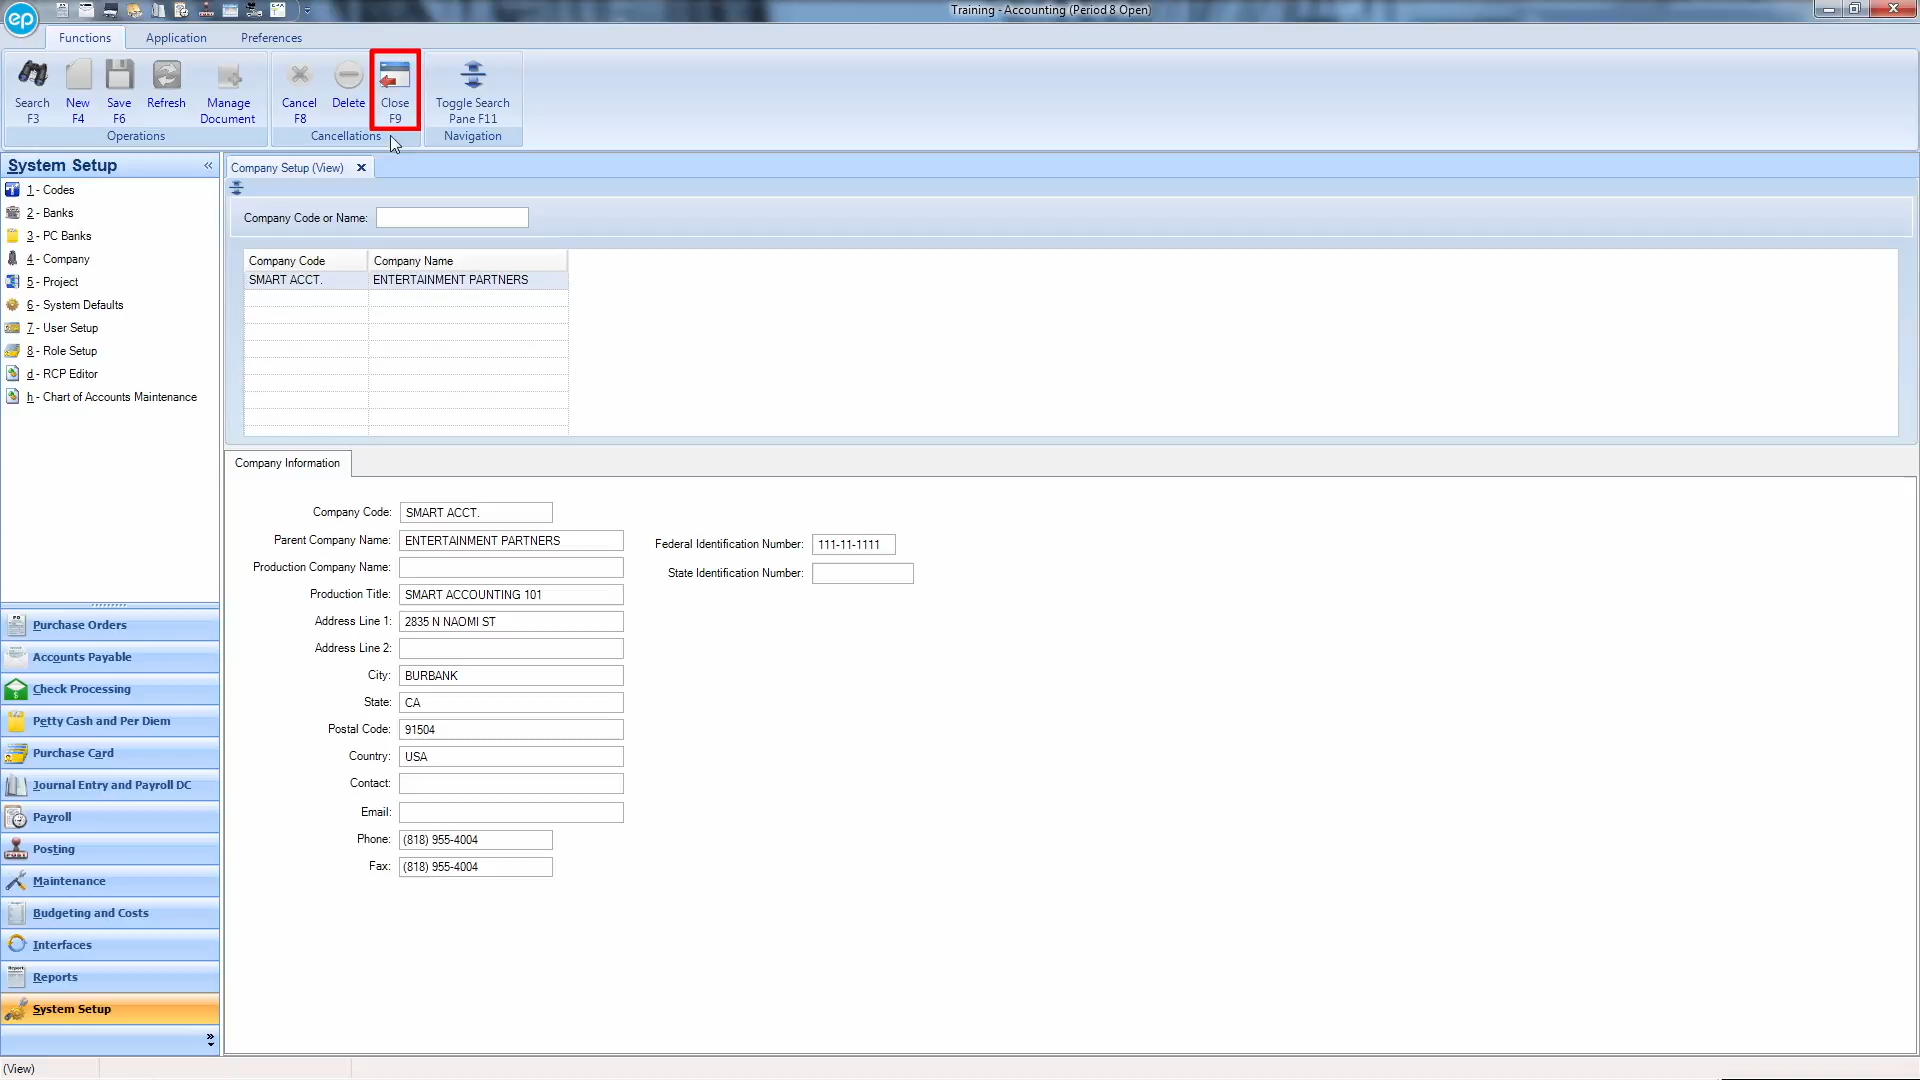 ep
Training - Accounting (Period 8 Open)
Functions
Application
Preferences
Search
F3
New
F4
Save
F6
Refresh
Manage
Document
Operations
Cancel
F8
Delete
Close
F9
Cancellations
Toggle Search
Pane F11
Navigation
System Setup
«
1 - Codes
2 - Banks
3 - PC Banks
4 - Company
5 - Project
6 - System Defaults
7 - User Setup
8 - Role Setup
d - RCP Editor
h - Chart of Accounts Maintenance
Purchase Orders
Accounts Payable
Check Processing
Petty Cash and Per Diem
Purchase Card
Journal Entry and Payroll DC
Payroll
Posting
Maintenance
Budgeting and Costs
Interfaces
Reports
System Setup
Company Setup (View)
Company Code or Name:
Company Code Company Name
SMART ACCT. ENTERTAINMENT PARTNERS
Company Information
Company Code: SMART ACCT.
Parent Company Name: ENTERTAINMENT PARTNERS
Federal Identification Number: 111-11-1111
Production Company Name:
State Identification Number:
Production Title: SMART ACCOUNTING 101
Address Line 1: 2835 N NAOMI ST
Address Line 2:
City: BURBANK
State: CA
Postal Code: 91504
Country: USA
Contact:
Email:
Phone: (818) 955-4004
Fax: (818) 955-4004
(View)